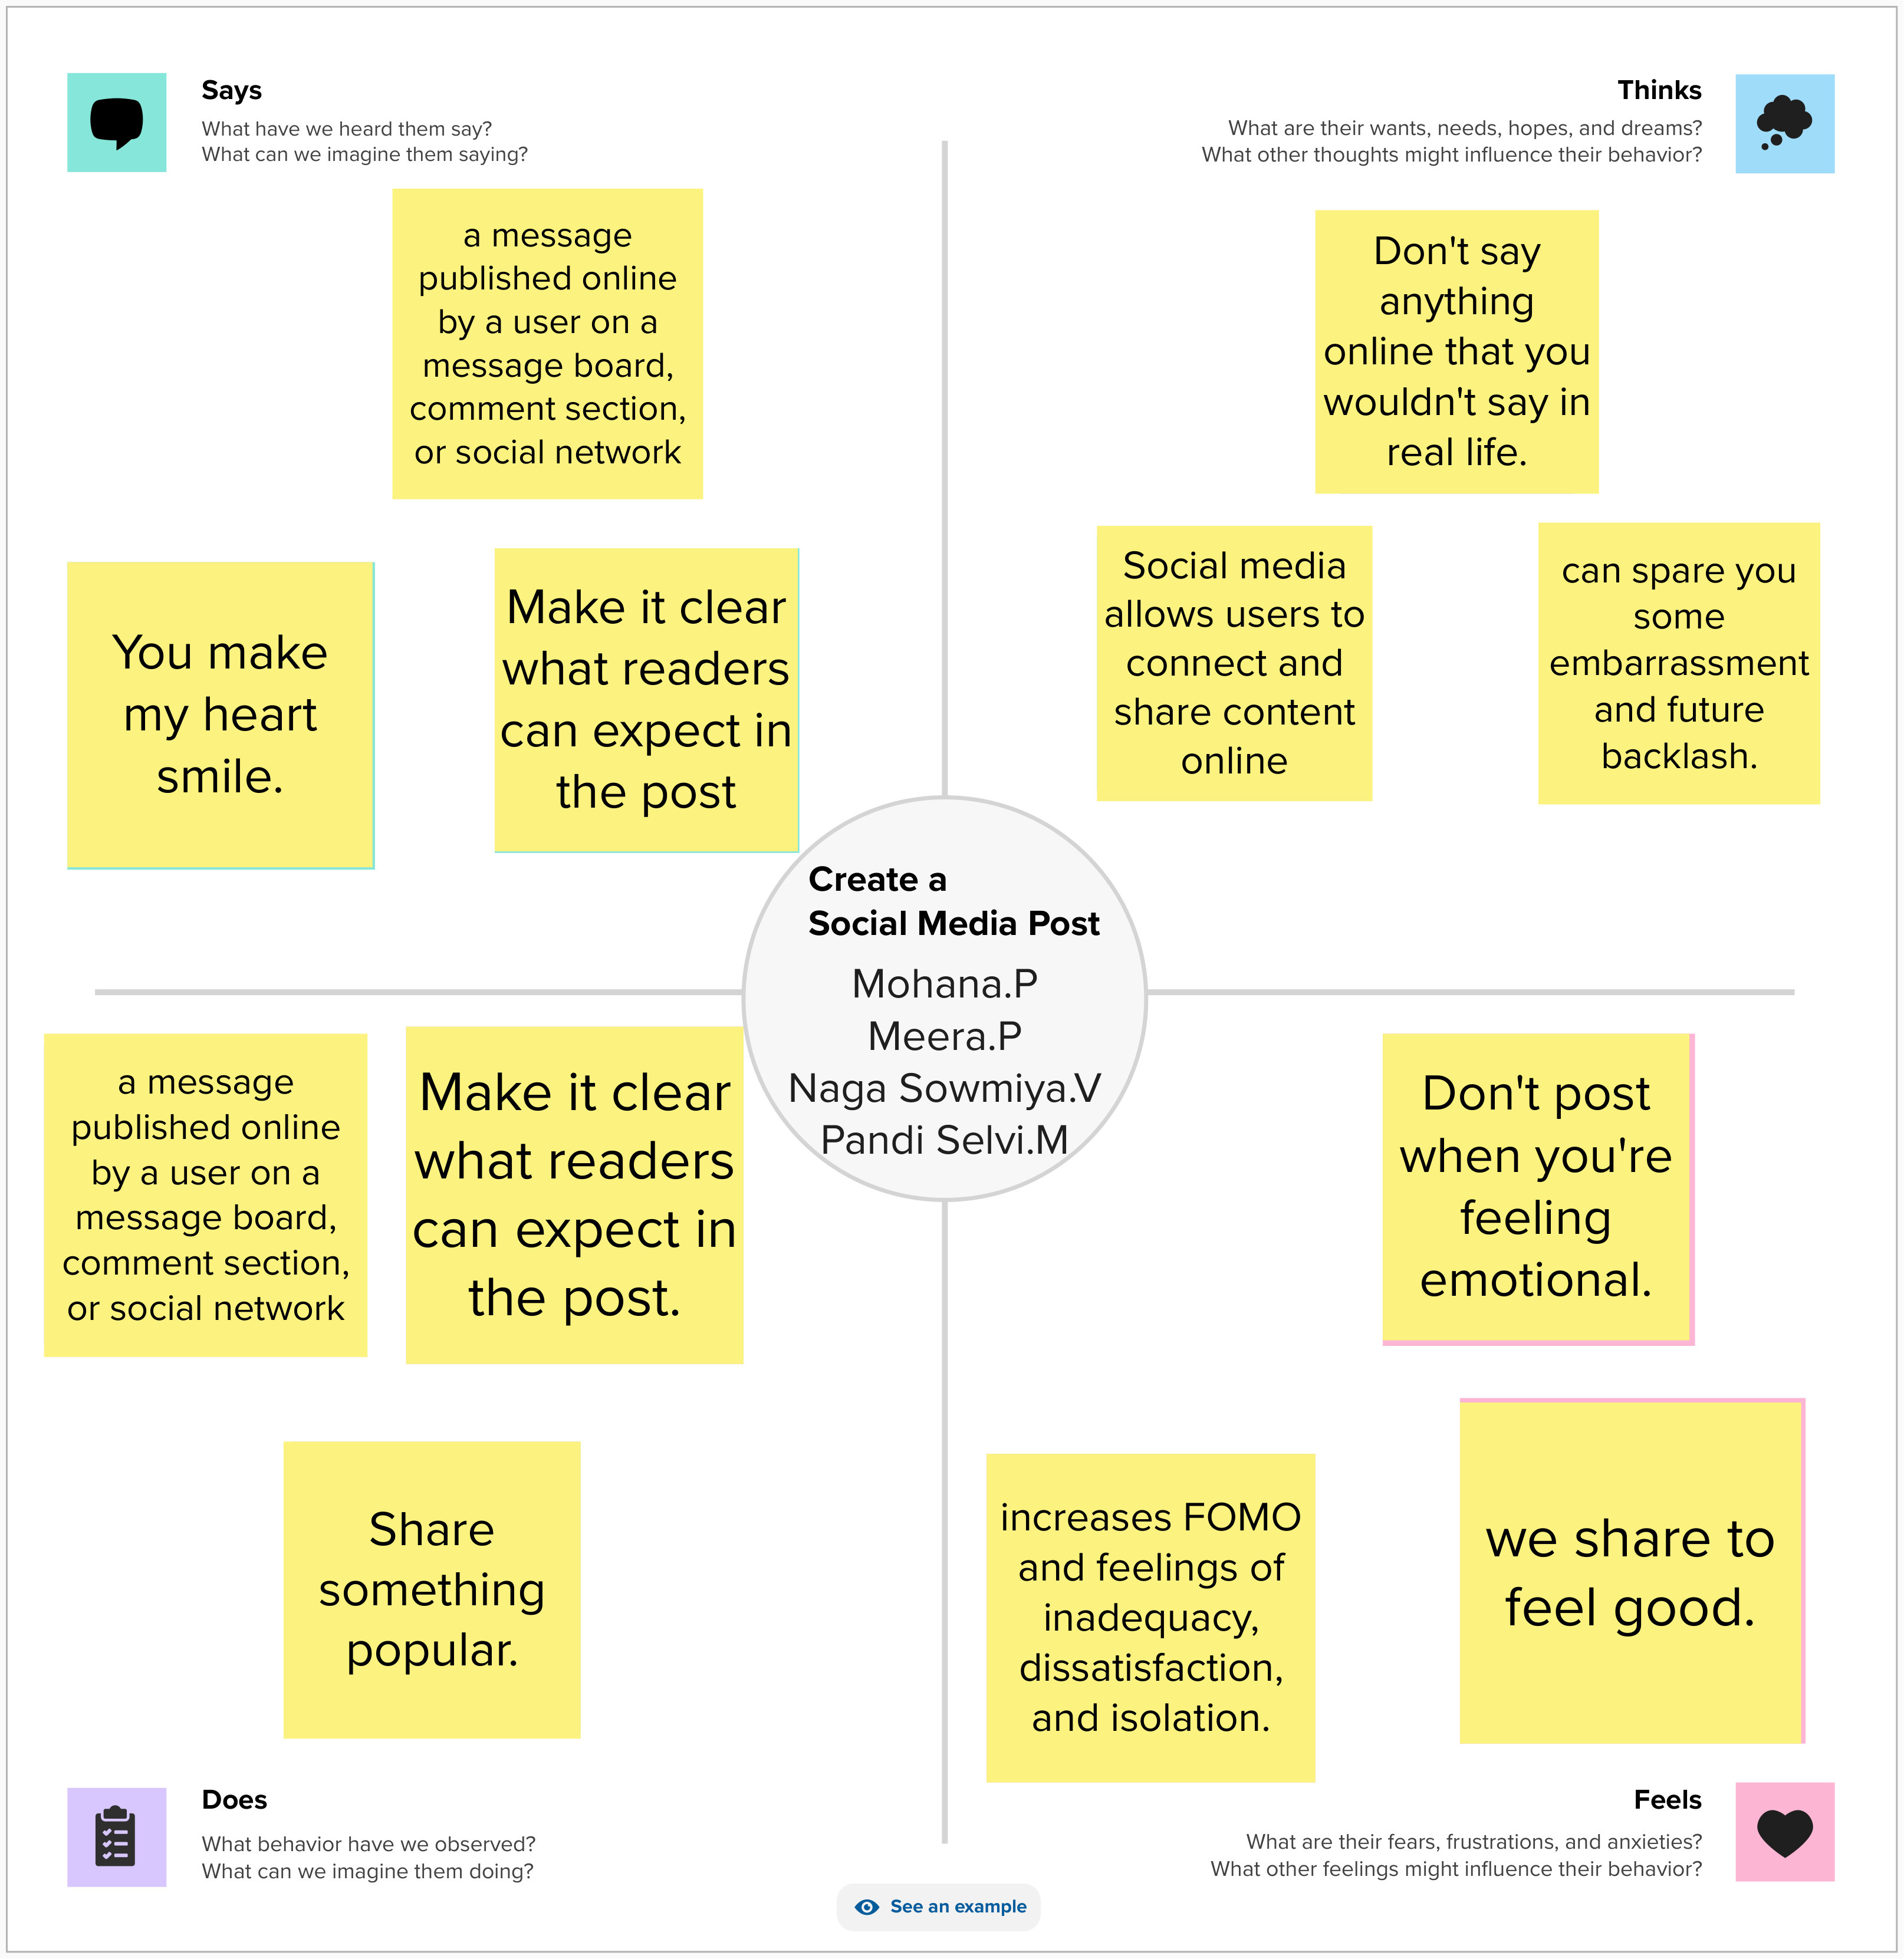 Says
What have we heard them say?
What can we imagine them saying?
Thinks
What are their wants, needs, hopes, and dreams?
What other thoughts might influence their behavior?
a message
published online
by a user on a
message board,
comment section,
or social network
You make
my heart
smile.
Make it clear
what readers
can expect in
the post
Don't say
anything
online that you
wouldn't say in
real life.
Social media
allows users to
connect and
share content
online
can spare you
some
embarrassment
and future
backlash.
Create a
Social Media Post
Mohana.P
Meera.P
Naga Sowmiya.V
Pandi Selvi.M
a message
published online
by a user on a
message board,
comment section,
or social network
Make it clear
what readers
can expect in
the post.
Share
something
popular.
Don't post
when you're
feeling
emotional.
increases FOMO
and feelings of
inadequacy,
dissatisfaction,
and isolation.
we share to
feel good.
Does
What behavior have we observed?
What can we imagine them doing?
Feels
What are their fears, frustrations, and anxieties?
What other feelings might influence their behavior?
See an example